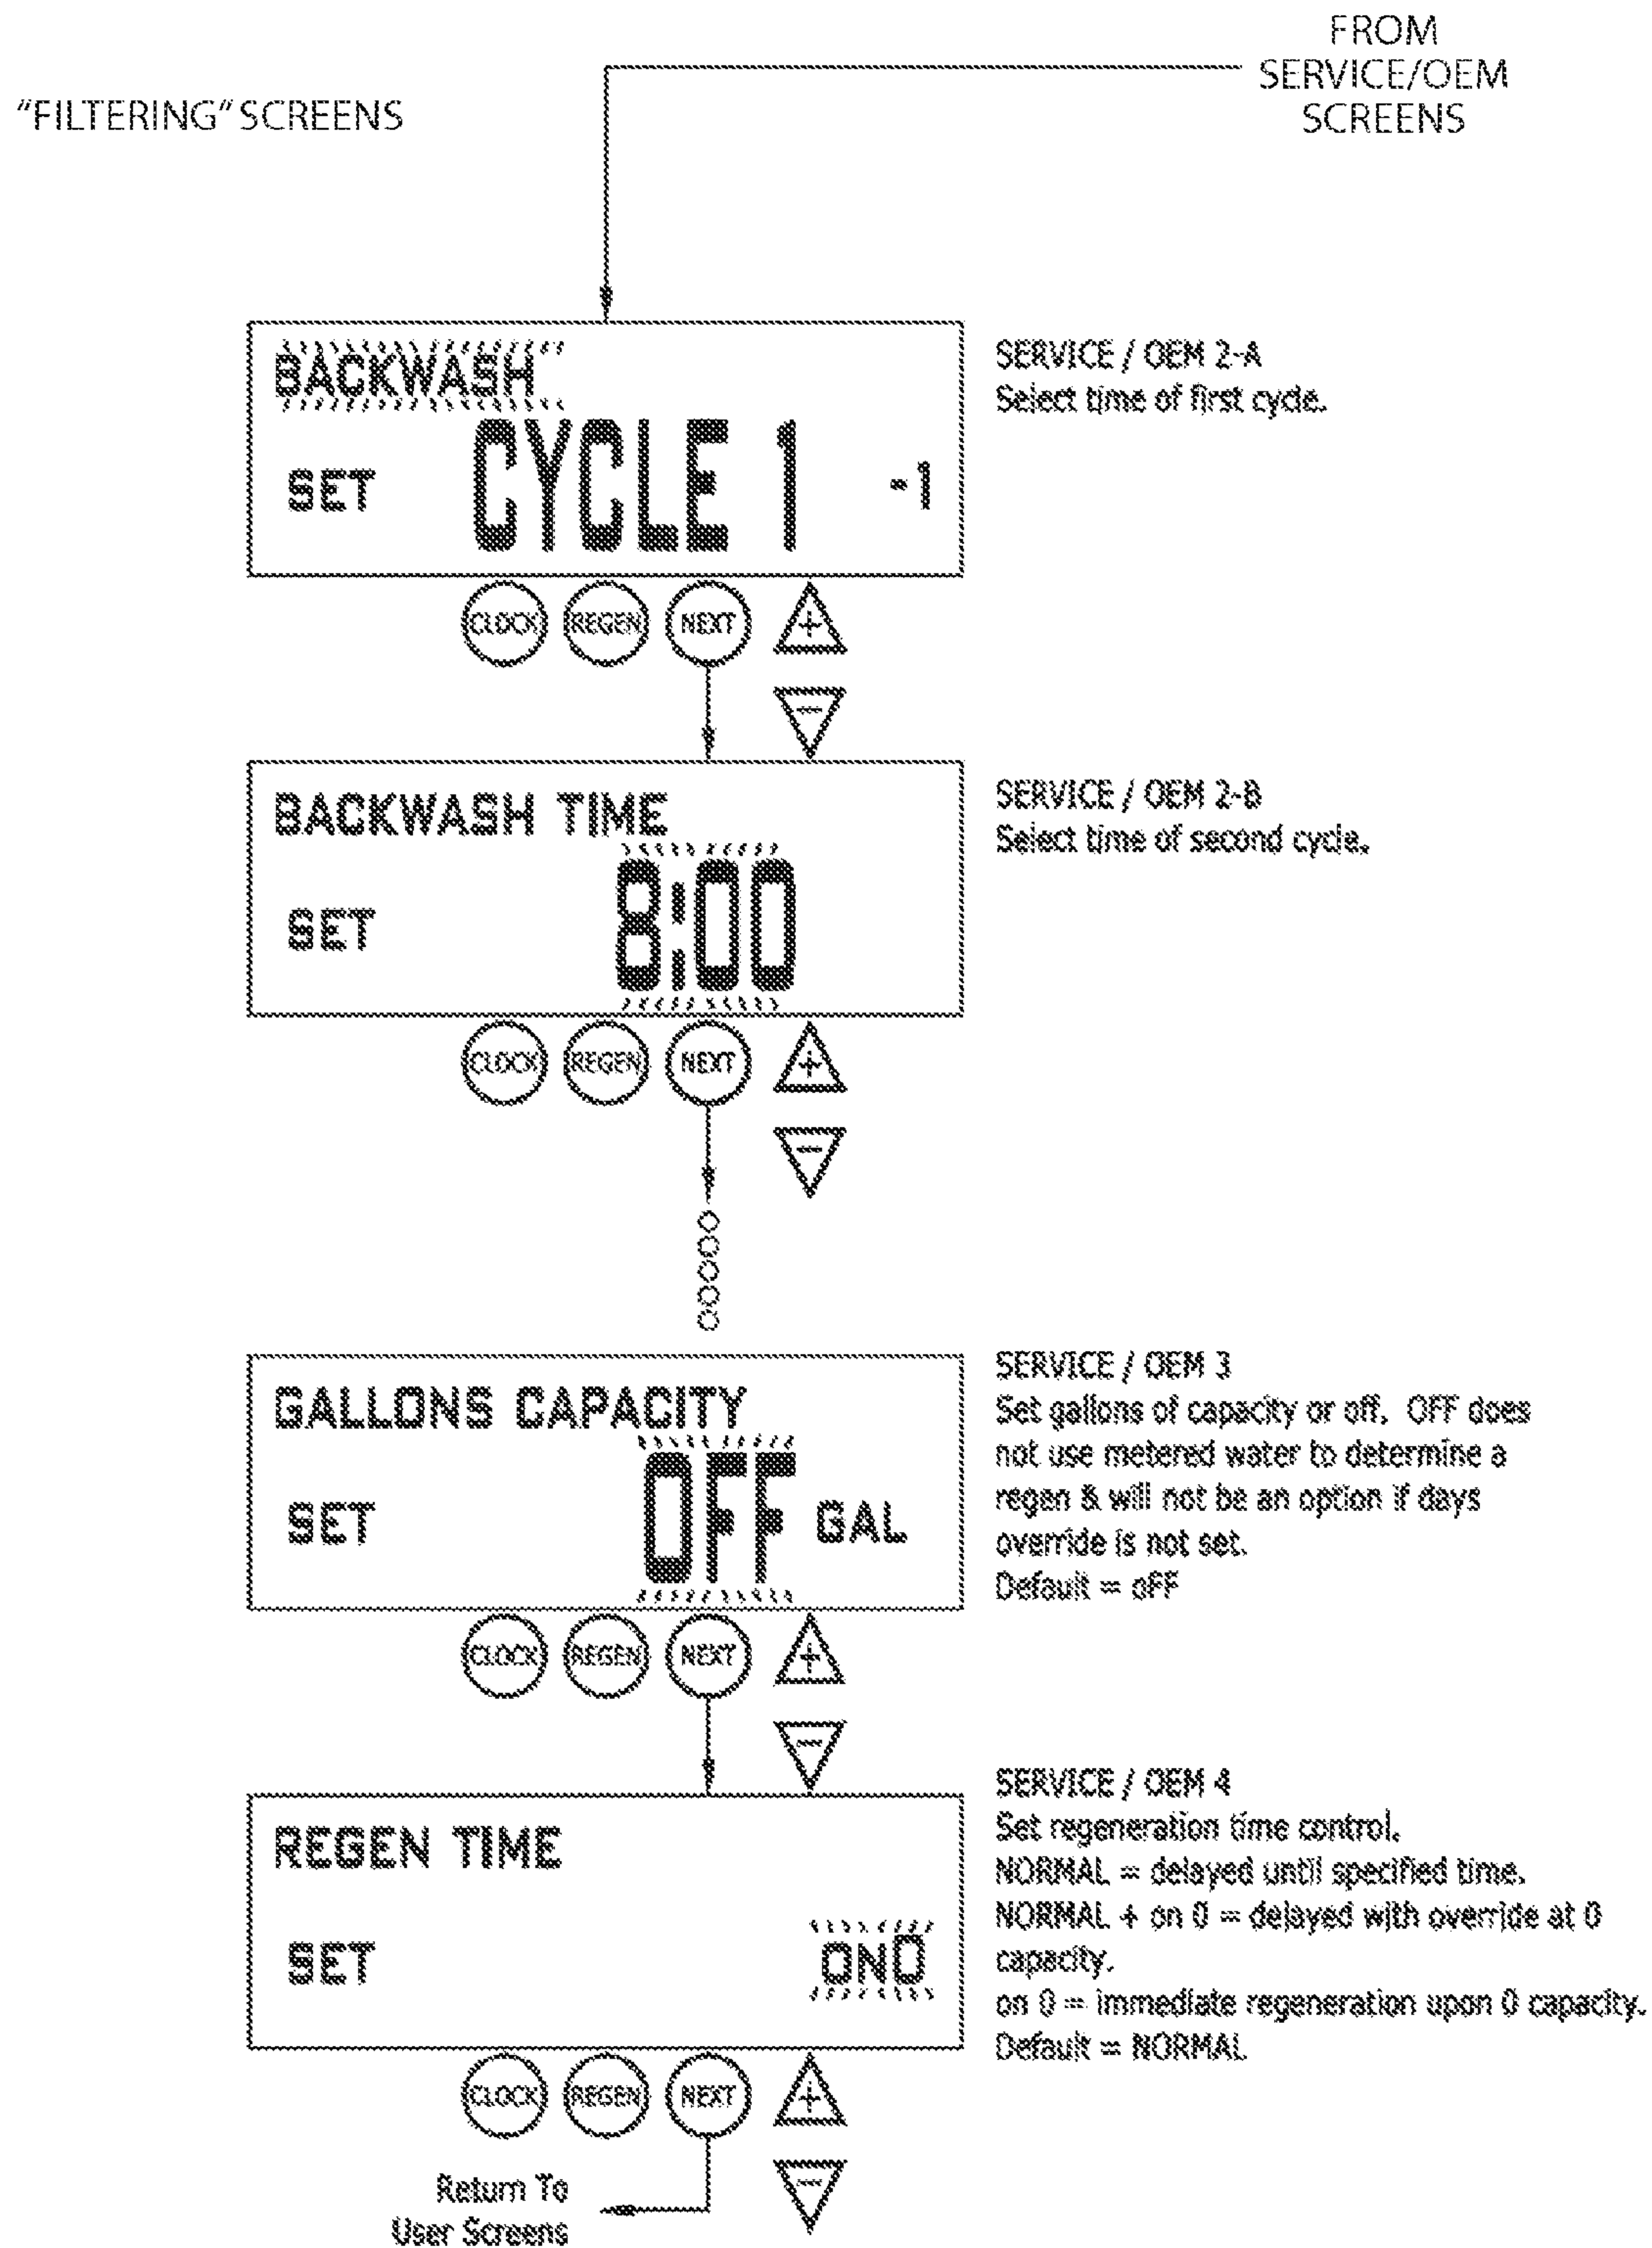 FROM
SERVICE/OEM
SCREENS
"FILTERING" SCREENS
BACKWASH
SET CYCLE 1 -1
SERVICE / OEM 2-A
Select time of first cycle.
CLOCK REGEN NEXT +
−
BACKWASH TIME
SET 8:00
SERVICE / OEM 2-B
Select time of second cycle.
CLOCK REGEN NEXT +
−
GALLONS CAPACITY
SET OFF GAL
SERVICE / OEM 3
Set gallons of capacity or off. OFF does
not use metered water to determine a
regen & will not be an option if days
override is not set.
Default = oFF
CLOCK REGEN NEXT +
−
REGEN TIME
SET ON0
SERVICE / OEM 4
Set regeneration time control.
NORMAL = delayed until specified time.
NORMAL + on 0 = delayed with override at 0
capacity.
on 0 = immediate regeneration upon 0 capacity.
Default = NORMAL
CLOCK REGEN NEXT +
−
Return To
User Screens